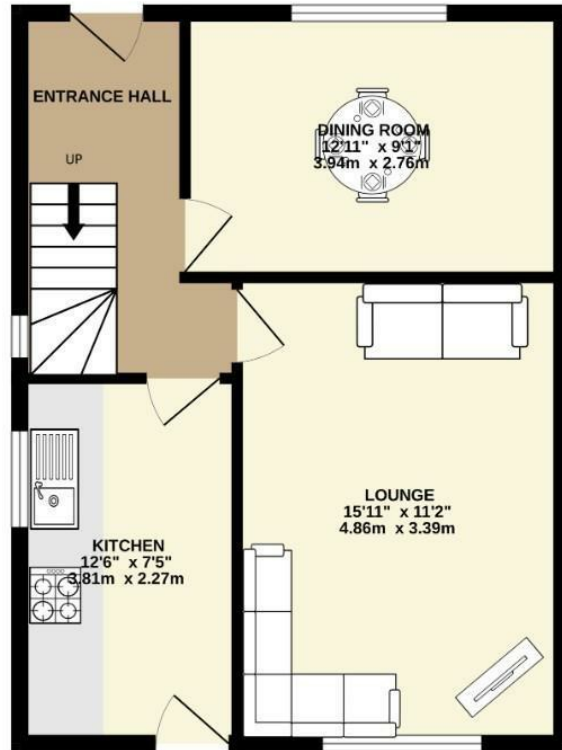 ENTRANCE HALL
UP
DINING ROOM
12'11" x 9'1"
3.94m x 2.76m
LOUNGE
15'11" x 11'2"
4.86m x 3.39m
KITCHEN
12'6" x 7'5"
3.81m x 2.27m